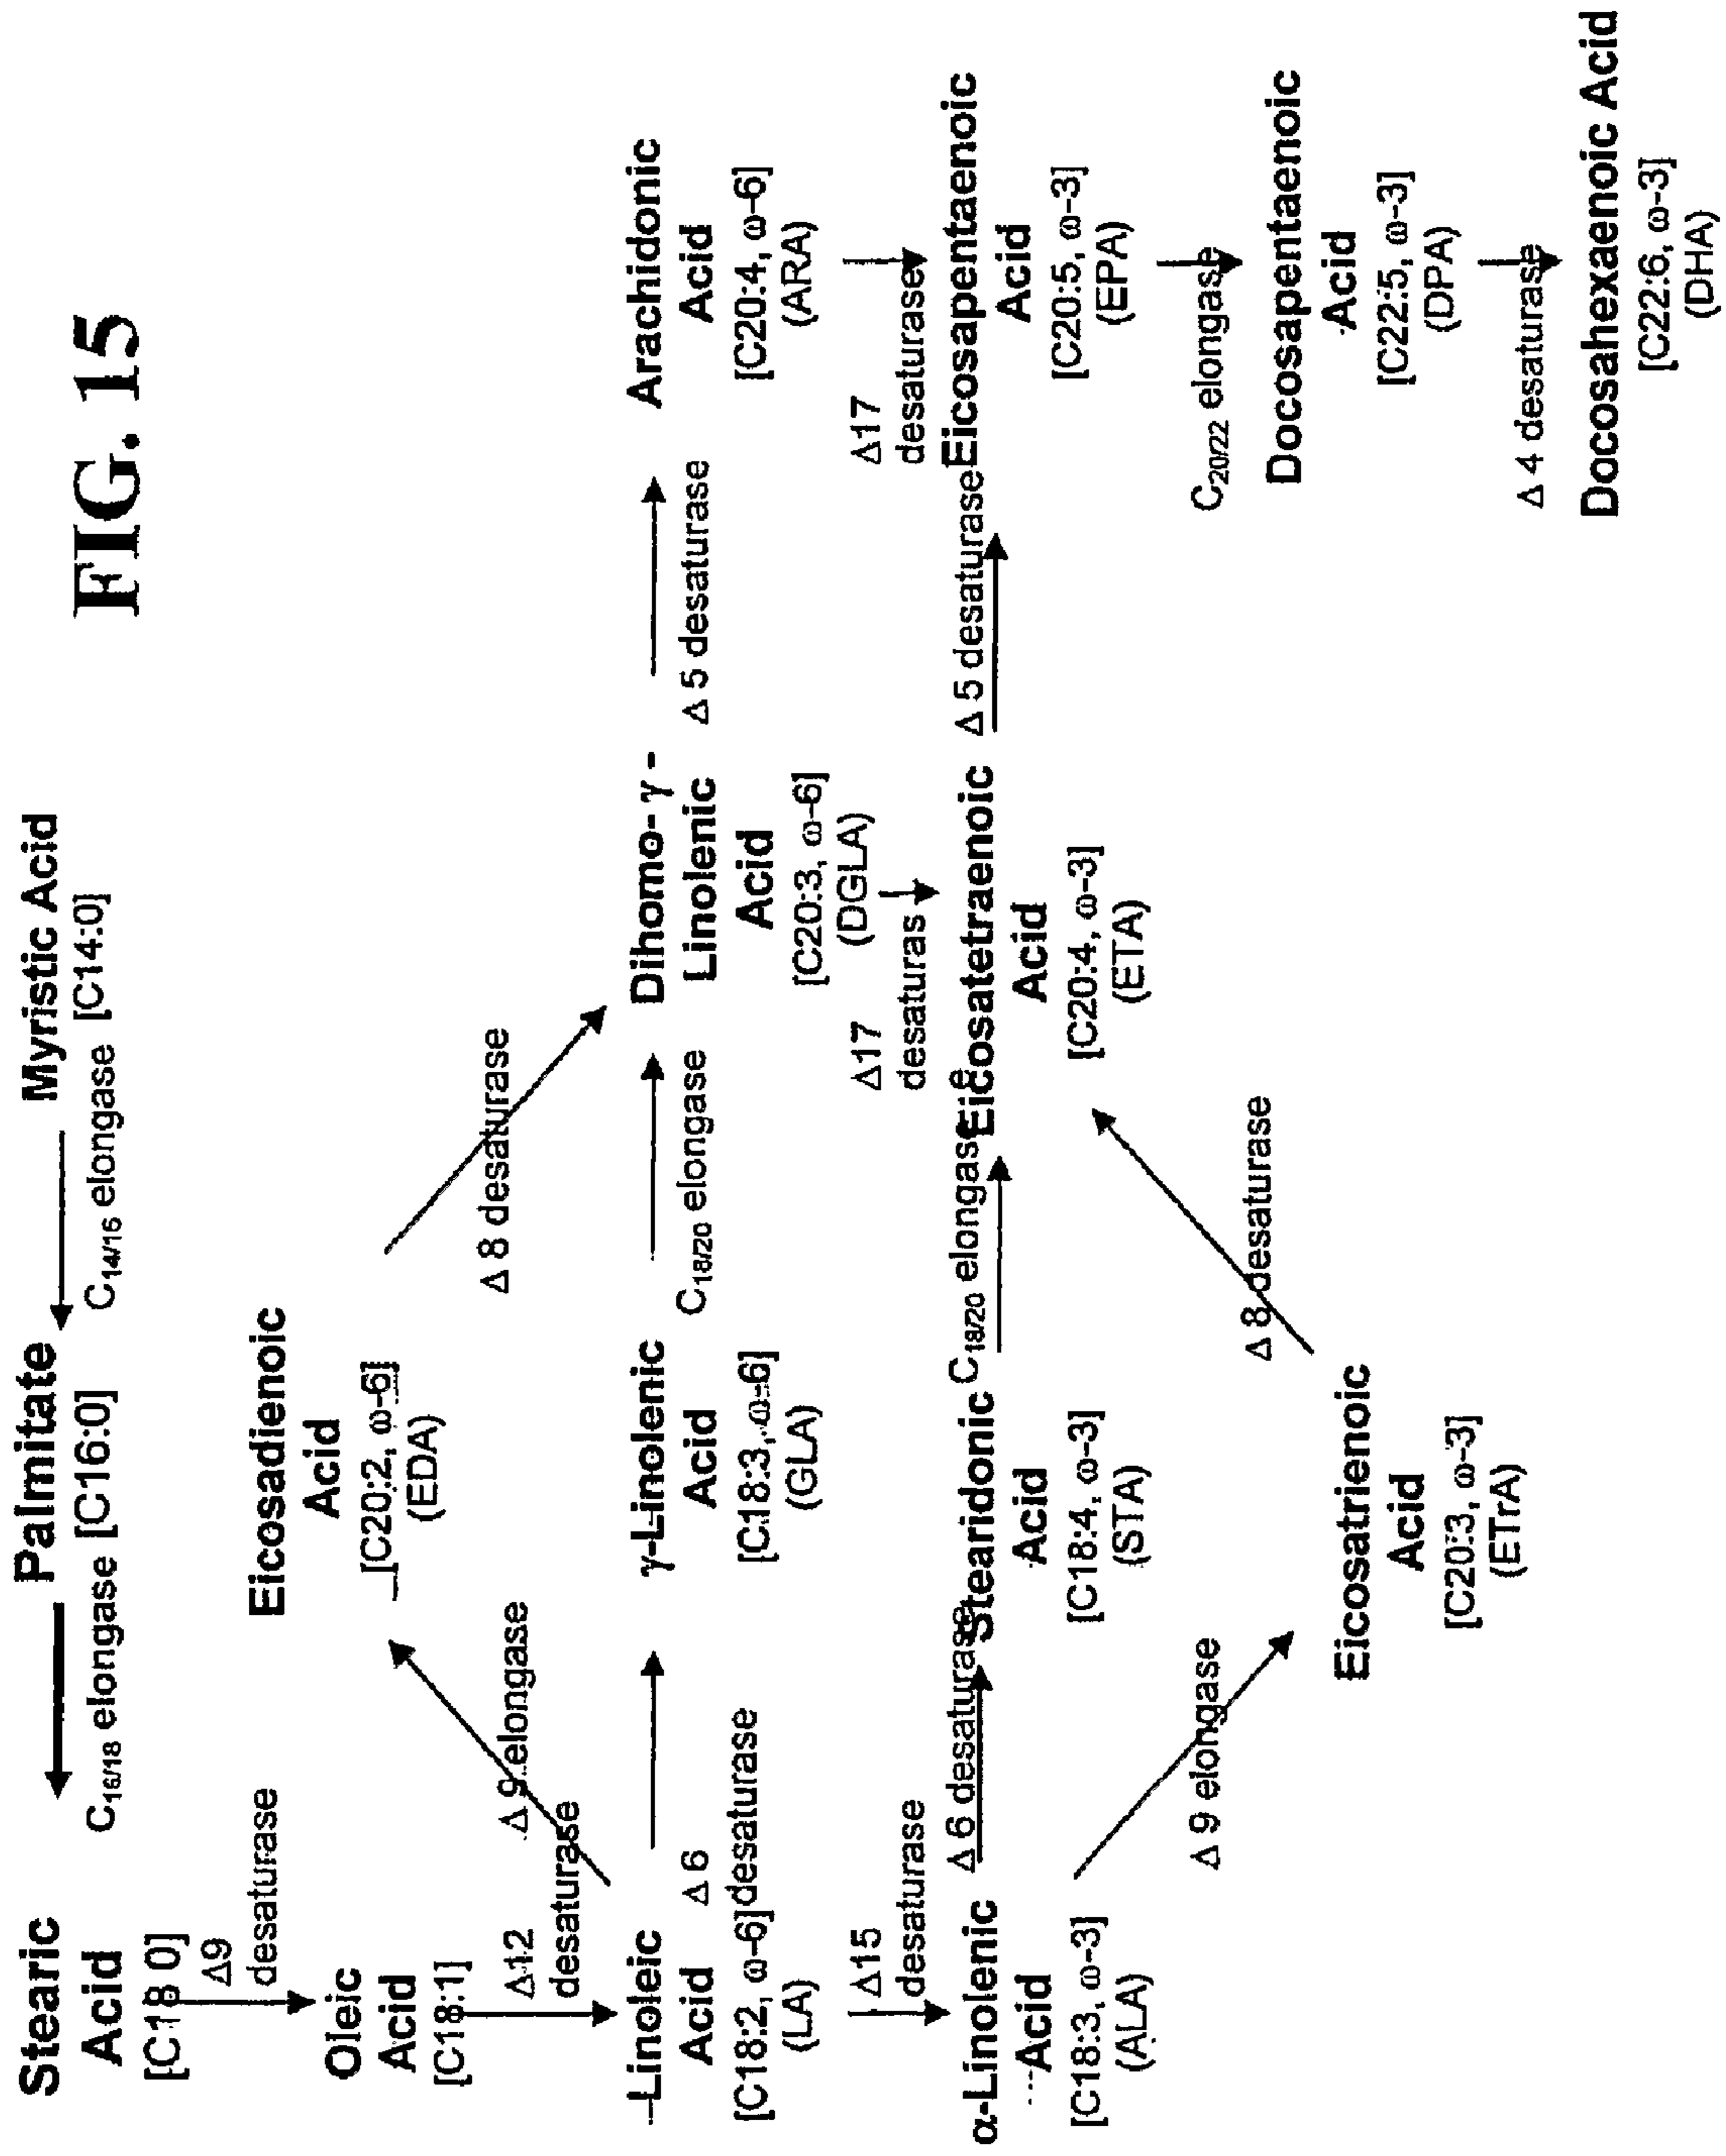 FIG. 15
Stearic
Acid
[C18 0]
C16/18 elongase
Palmitate
[C16:0]
C14/16 elongase
Myristic Acid
[C14:0]
Δ9
desaturase
Oleic
Acid
[C18:1]
Δ12
desaturase
Δ 9 elongase
Eicosadienoic
Acid
[C20:2, ω-6]
(EDA)
Δ 8 desaturase
Linoleic
Acid
[C18:2, ω-6]
(LA)
Δ 6
desaturase
γ-Linolenic
Acid
[C18:3, ω-6]
(GLA)
C18/20 elongase
Dihomo- γ -
Linolenic
Acid
[C20:3, ω-6]
(DGLA)
Δ 5 desaturase
Arachidonic
Acid
[C20:4, ω-6]
(ARA)
Δ15
desaturase
Δ17
desaturas
Δ17
desaturase
α-Linolenic
Acid
[C18:3, ω-3]
(ALA)
Δ 6 desaturase
Stearidonic
Acid
[C18:4, ω-3]
(STA)
C18/20 elongase
Eicosatetraenoic
Acid
[C20:4, ω-3]
(ETA)
Δ 5 desaturase
Eicosapentaenoic
Acid
[C20:5, ω-3]
(EPA)
Δ 9 elongase
Eicosatrienoic
Acid
[C20:3, ω-3]
(ETrA)
Δ 8 desaturase
C20/22 elongase
Docosapentaenoic
Acid
[C22:5, ω-3]
(DPA)
Δ 4 desaturase
Docosahexaenoic Acid
[C22:6, ω-3]
(DHA)